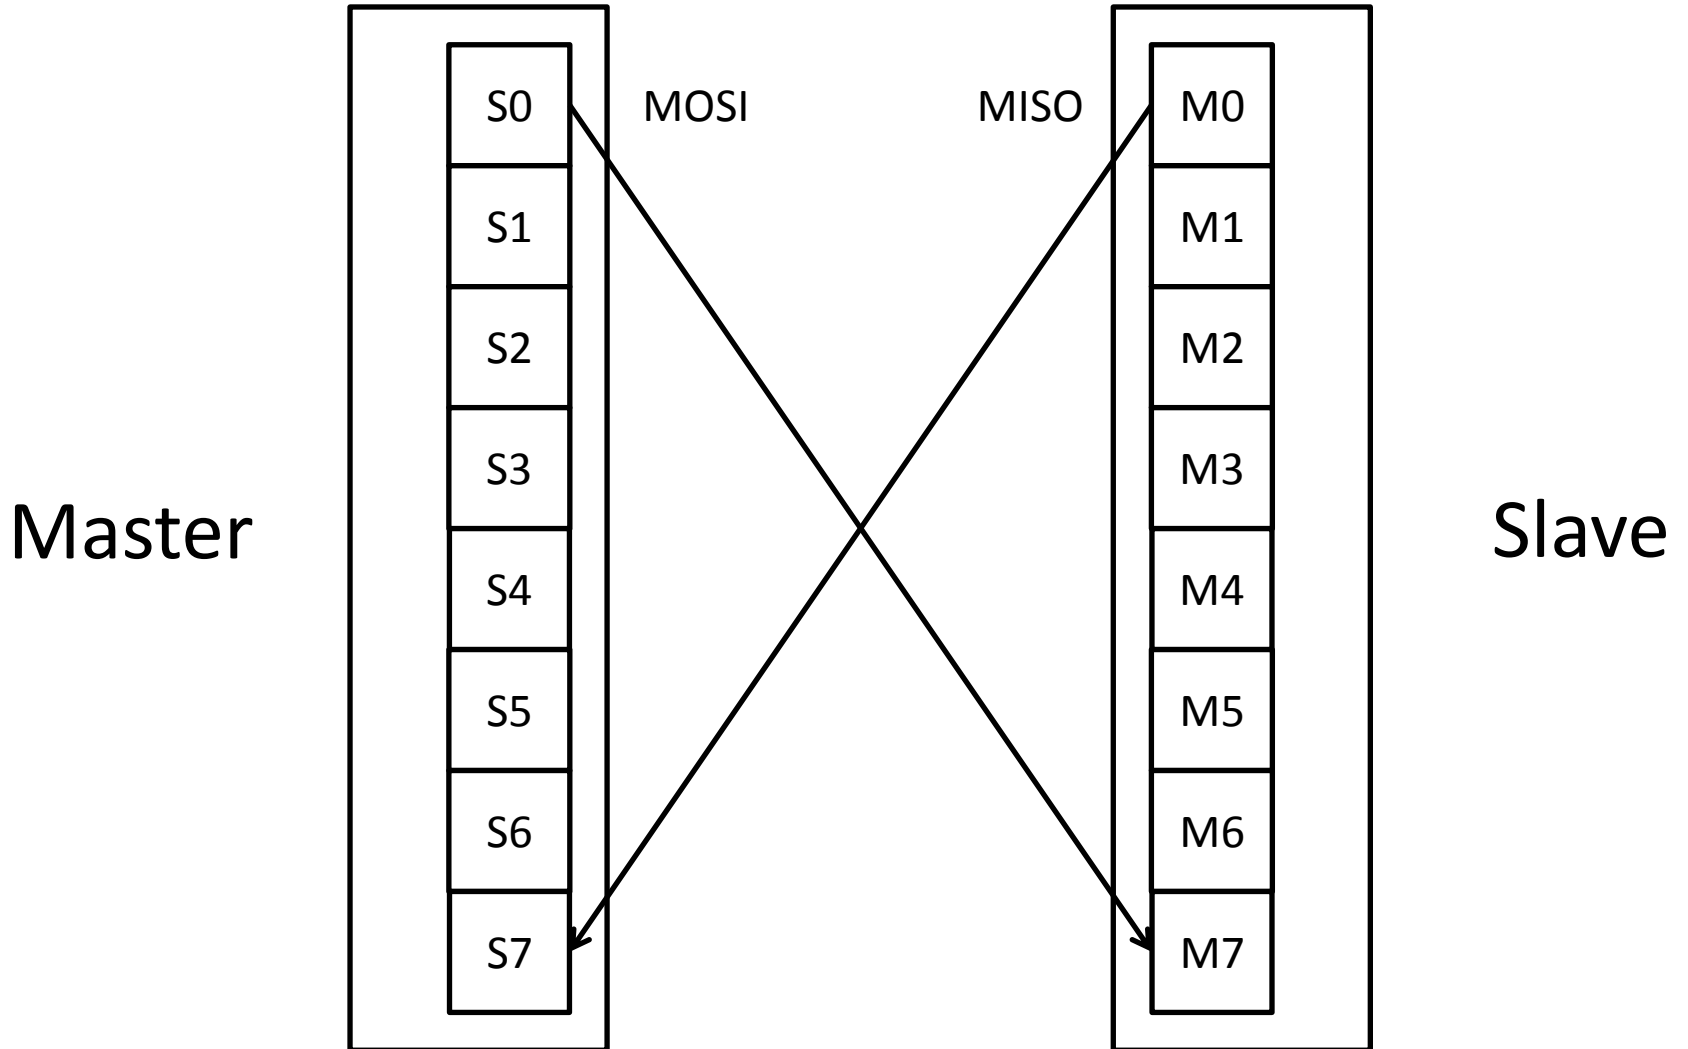 S0 MOSI MISO M0
S1 M1
S2 M2
S3 M3
Master Slave
S4 M4
S5 M5
S6 M6
S7 M7